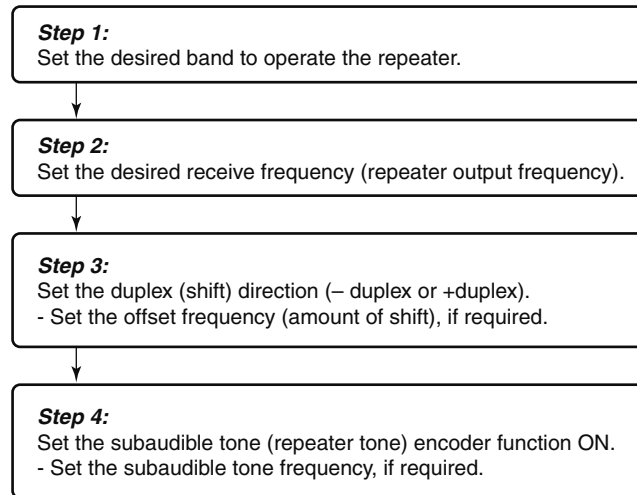 Step 1:
Set the desired band to operate the repeater.
Step 2:
Set the desired receive frequency (repeater output frequency).
Step 3:
Set the duplex (shift) direction (– duplex or +duplex).
- Set the offset frequency (amount of shift), if required.
Step 4:
Set the subaudible tone (repeater tone) encoder function ON.
- Set the subaudible tone frequency, if required.